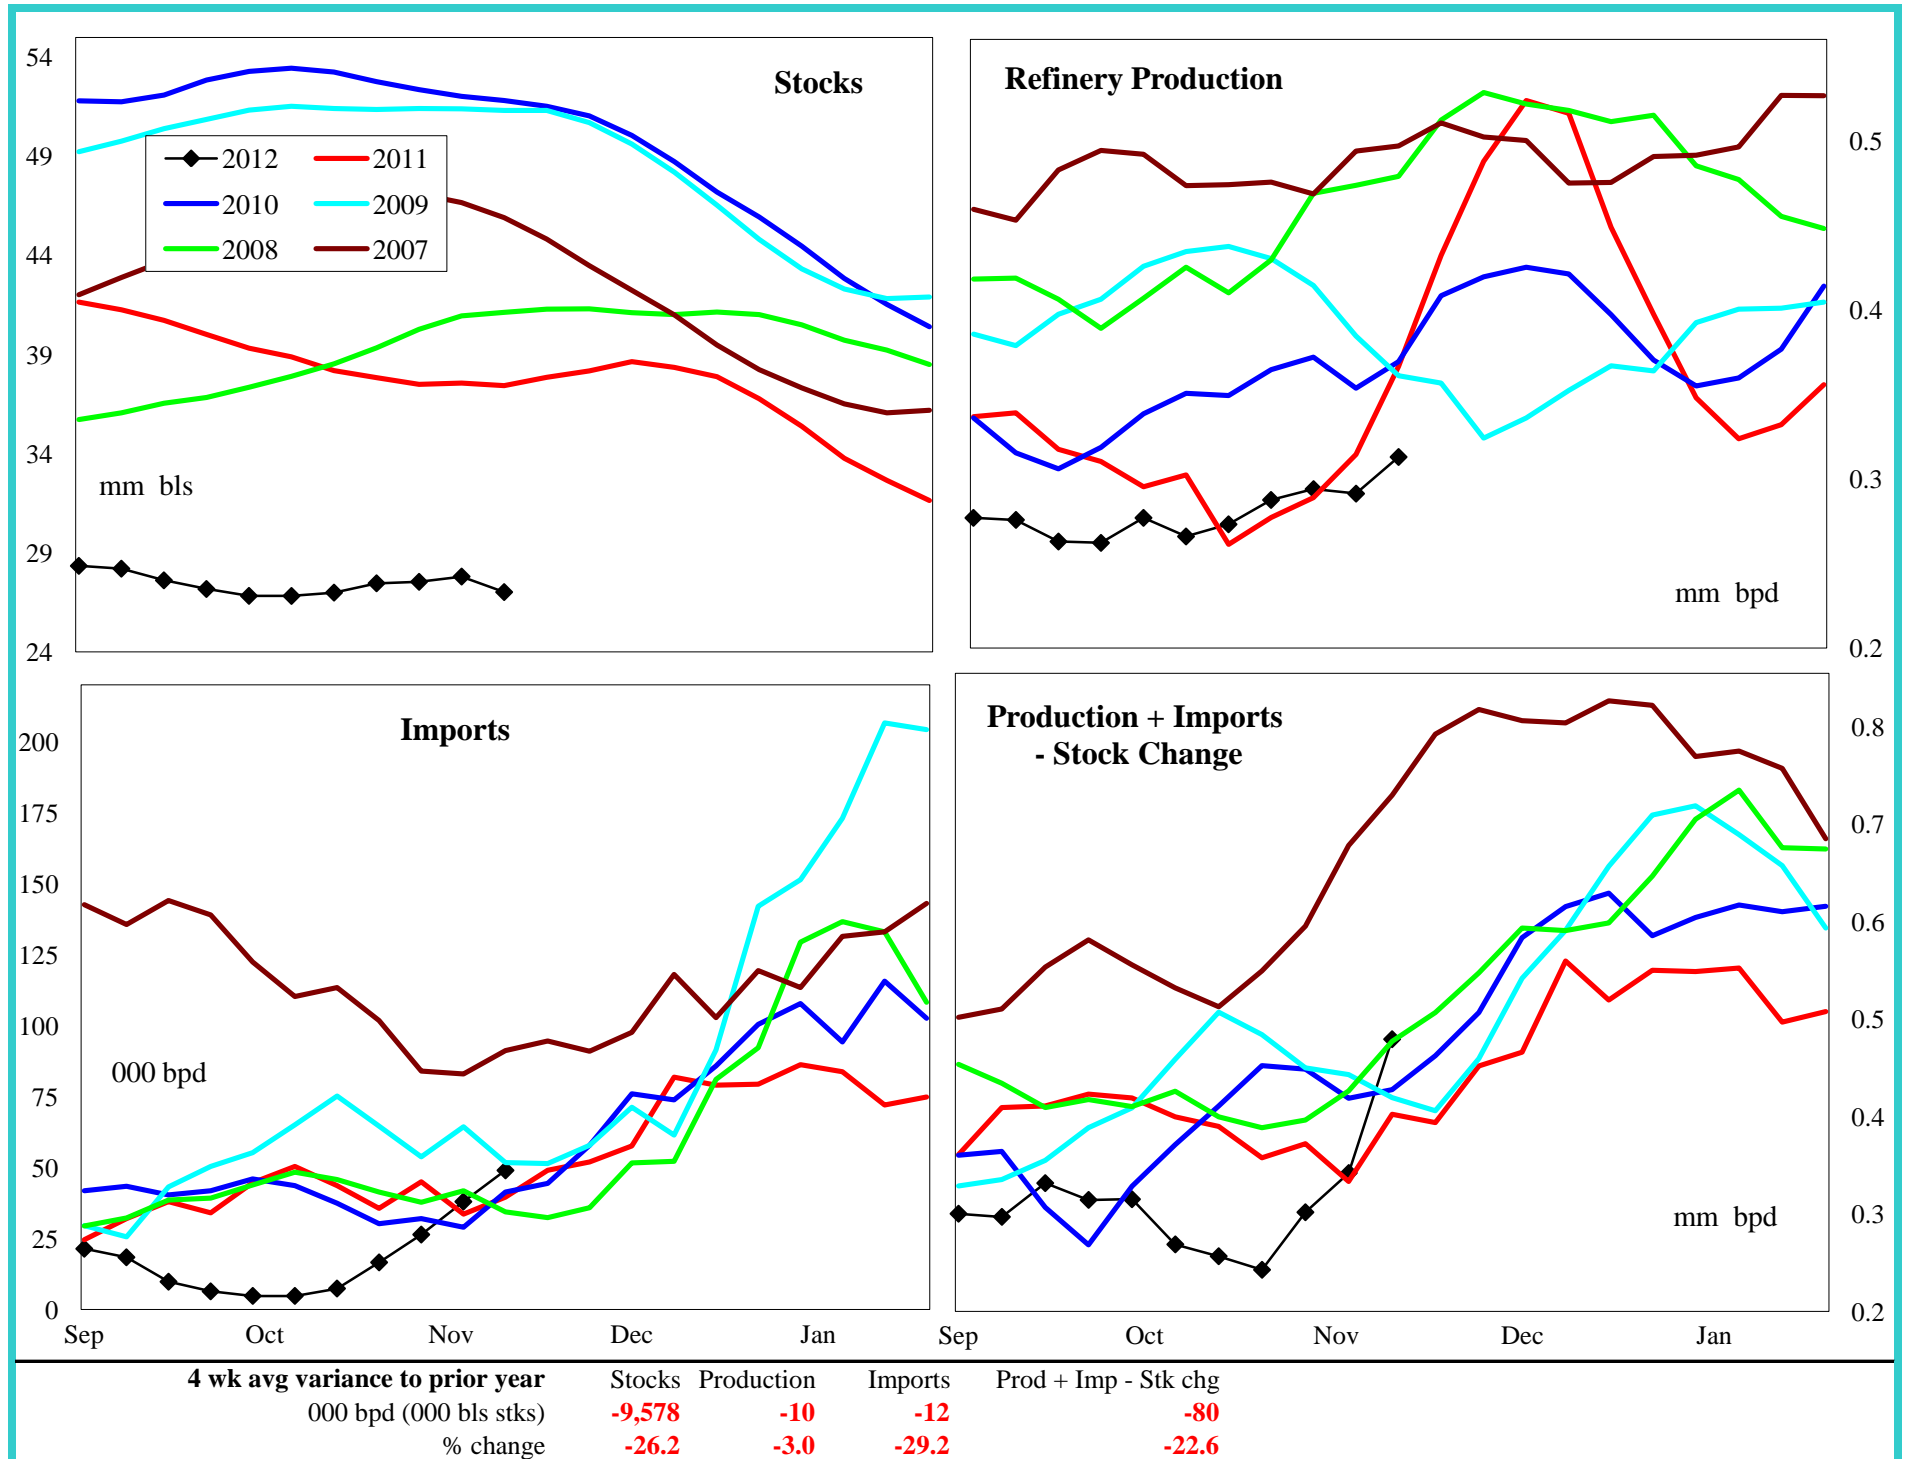 54
49
44
39
34
29
24
Stocks
2012 2011
2010 2009
2008 2007
mm bls
Refinery Production
0.5
0.4
0.3
0.2
mm bpd
200
175
150
125
100
75
50
25
0
Imports
000 bpd
Sep Oct Nov Dec Jan
Production + Imports
- Stock Change
0.8
0.7
0.6
0.5
0.4
0.3
0.2
mm bpd
Sep Oct Nov Dec Jan
4 wk avg variance to prior year Stocks Production Imports Prod + Imp - Stk chg
000 bpd (000 bls stks) -9,578 -10 -12 -80
% change -26.2 -3.0 -29.2 -22.6